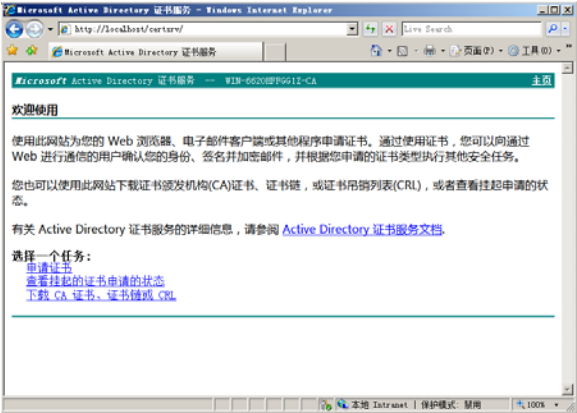 Microsoft Active Directory 证书服务 - Windows Internet Explorer
http://localhost/certsrv/
Live Search
Microsoft Active Directory 证书服务
页面(P)
工具(O)
Microsoft Active Directory 证书服务 -- WIN-6620HFFGG1Z-CA
主页
欢迎使用
使用此网站为您的 Web 浏览器、电子邮件客户端或其他程序申请证书。通过使用证书，您可以向通过
Web 进行通信的用户确认您的身份、签名并加密邮件，并根据您申请的证书类型执行其他安全任务。
您也可以使用此网站下载证书颁发机构(CA)证书、证书链，或证书吊销列表(CRL)，或者查看挂起申请的状
态。
有关 Active Directory 证书服务的详细信息，请参阅 Active Directory 证书服务文档.
选择一个任务：
申请证书
查看挂起的证书申请的状态
下载 CA 证书、证书链或 CRL
本地 Intranet | 保护模式: 禁用
100%